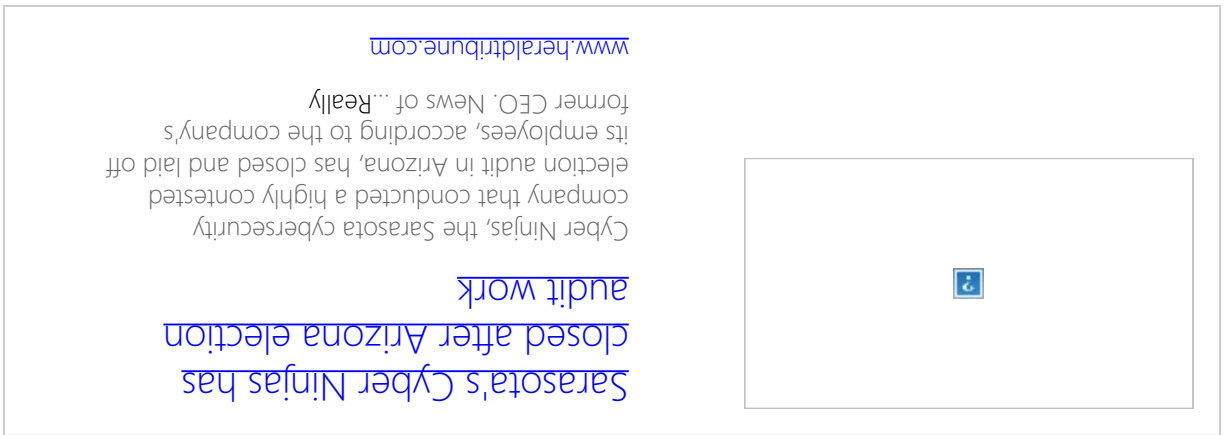 Sarasota's Cyber Ninjas has
closed after Arizona election
audit work
Cyber Ninjas, the Sarasota cybersecurity
company that conducted a highly contested
election audit in Arizona, has closed and laid off
its employees, according to the company's
former CEO. News of ...Really
www.heraldtribune.com